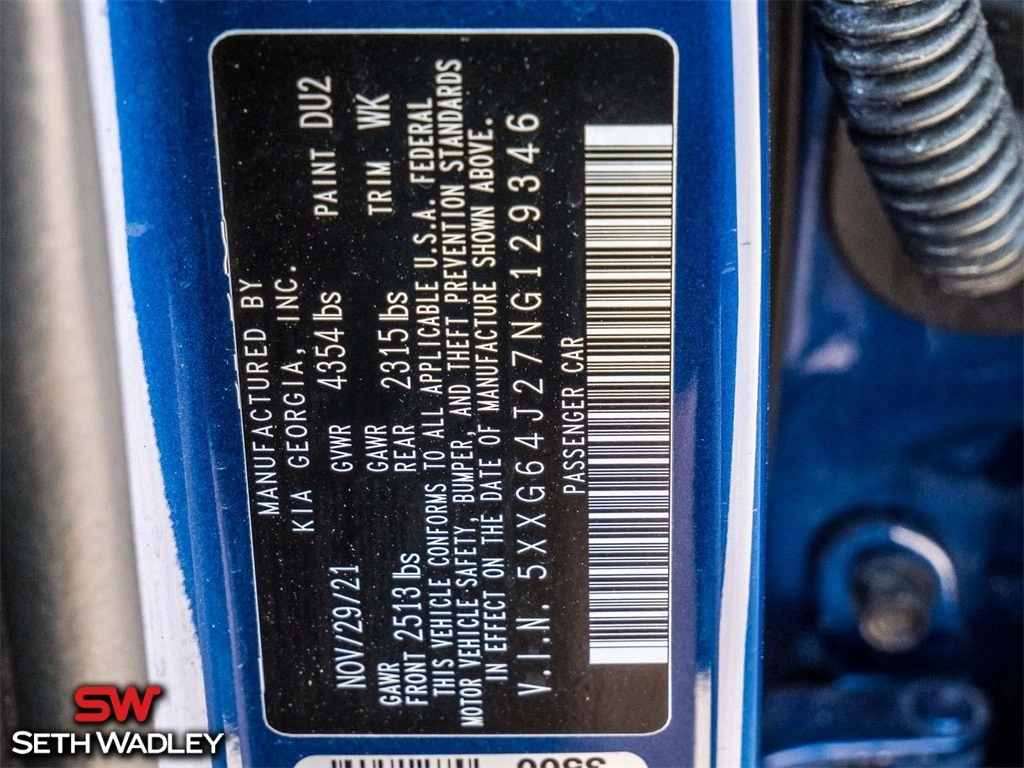 MANUFACTURED BY
KIA GEORGIA, INC.
NOV/29/21 GVWR 4354 lbs PAINT DU2
GAWR FRONT 2513 lbs GAWR REAR 2315 lbs TRIM WK
THIS VEHICLE CONFORMS TO ALL APPLICABLE U.S.A. FEDERAL
MOTOR VEHICLE SAFETY, BUMPER, AND THEFT PREVENTION STANDARDS
IN EFFECT ON THE DATE OF MANUFACTURE SHOWN ABOVE.
V.I.N. 5XXG64J27NG129346
PASSENGER CAR
SW
SETH WADLEY